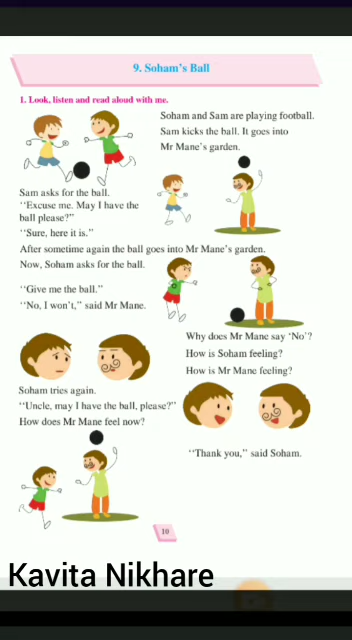 9. Soham's Ball
1. Look, listen and read aloud with me.
Soham and Sam are playing football.
Sam kicks the ball. It goes into
Mr Mane's garden.
Sam asks for the ball.
"Excuse me. May I have the
ball please?"
"Sure, here it is."
After sometime again the ball goes into Mr Mane's garden.
Now, Soham asks for the ball.
"Give me the ball."
"No, I won't," said Mr Mane.
Why does Mr Mane say 'No'?
How is Soham feeling?
How is Mr Mane feeling?
Soham tries again.
"Uncle, may I have the ball, please?"
How does Mr Mane feel now?
"Thank you," said Soham.
10
Kavita Nikhare